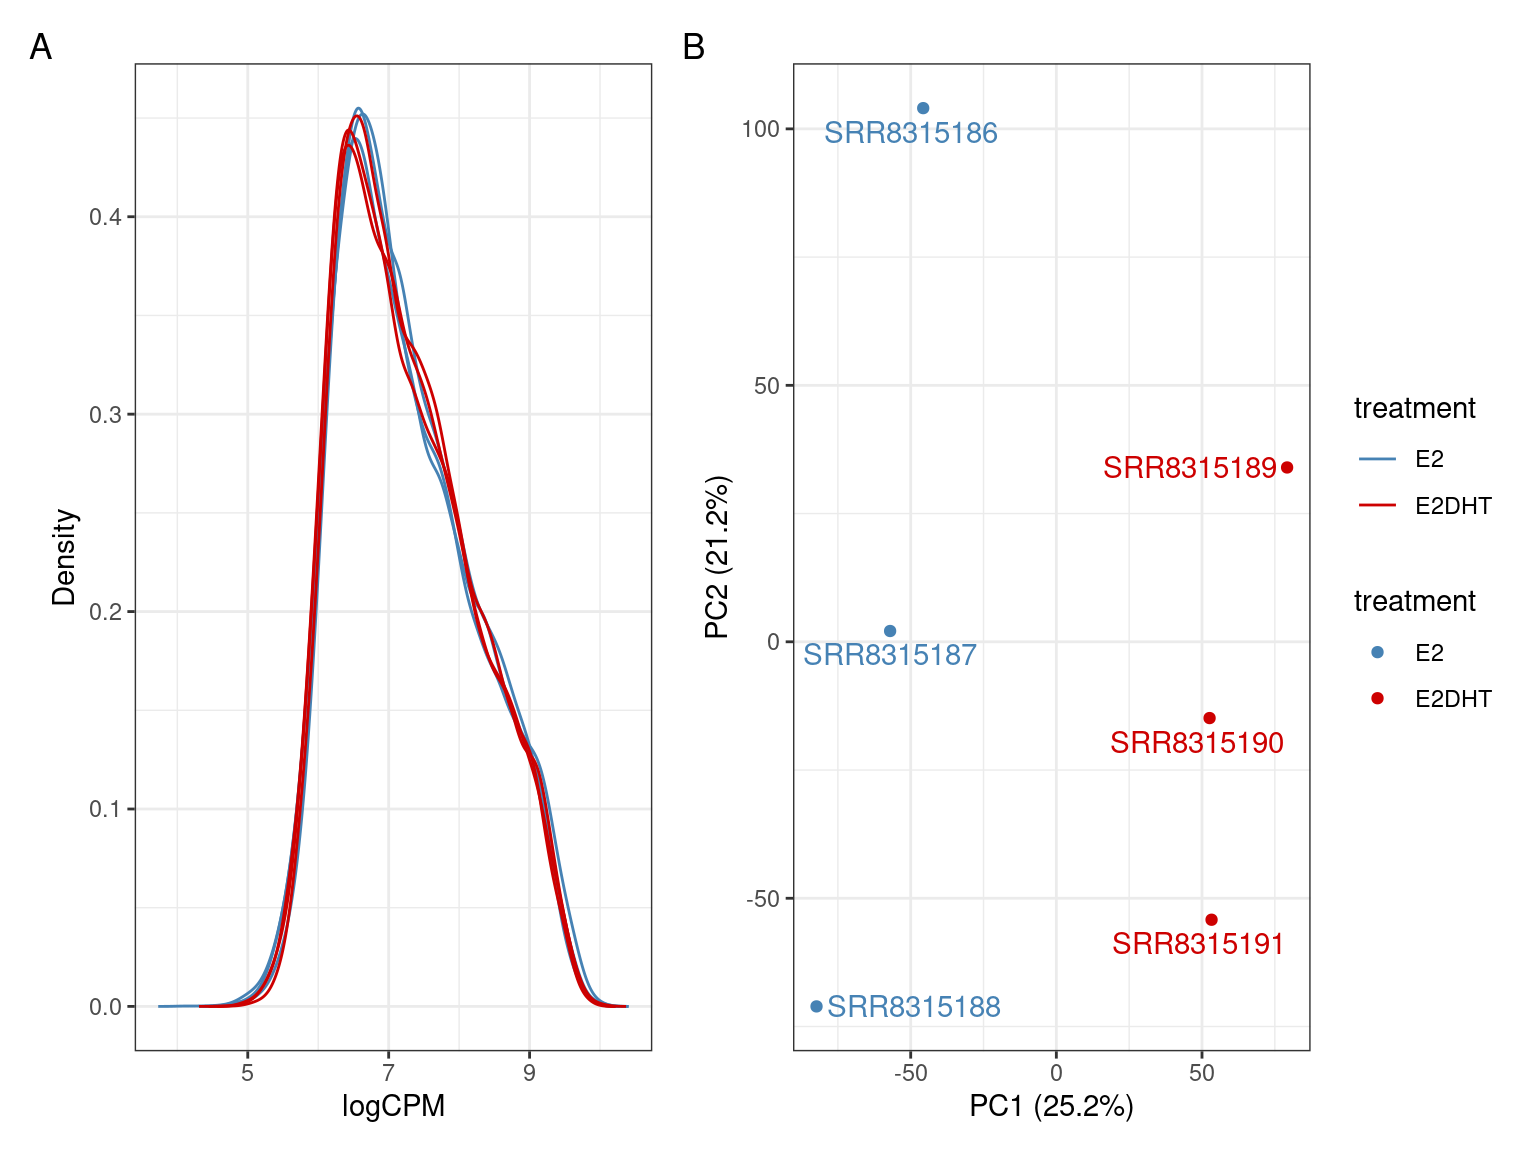 A
0.4
0.3
0.2
0.1
0.0
Density
5 7 9
logCPM
B
100
50
0
-50
PC2 (21.2%)
SRR8315186
SRR8315189
SRR8315187
SRR8315190
SRR8315191
SRR8315188
-50 0 50
PC1 (25.2%)
treatment
E2
E2DHT
treatment
E2
E2DHT